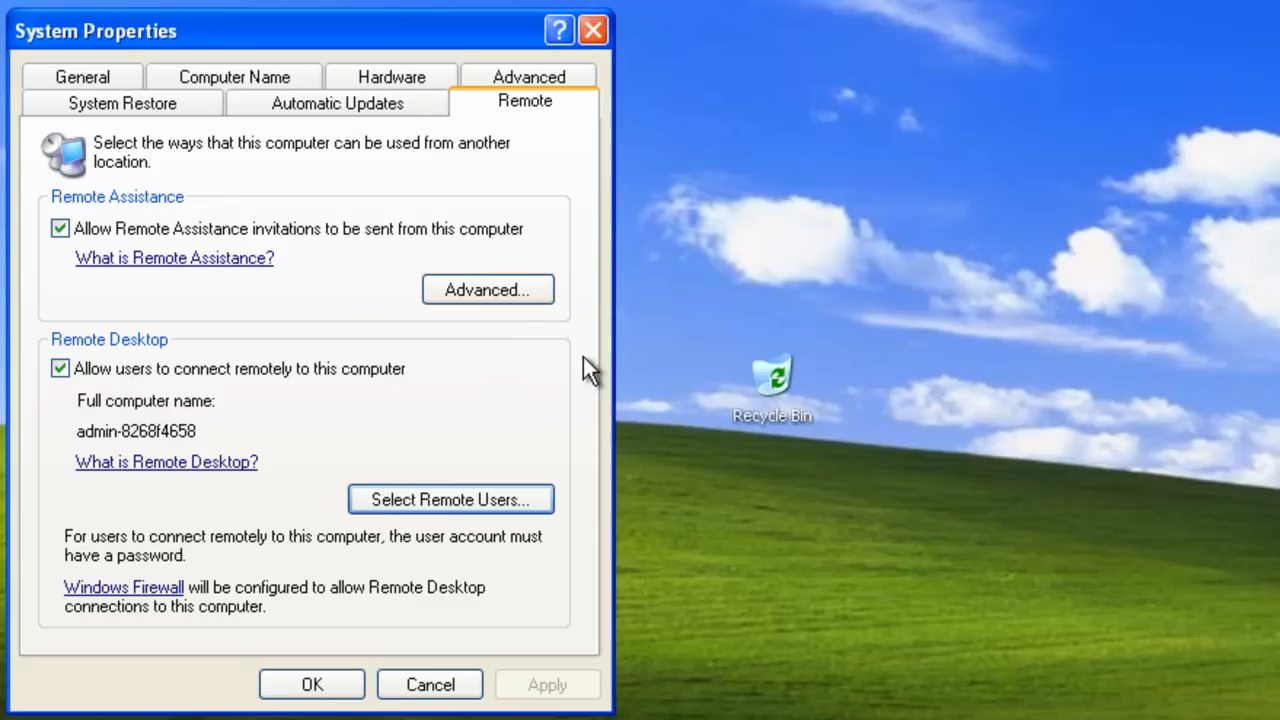 System Properties
General
Computer Name
Hardware
Advanced
System Restore
Automatic Updates
Remote
Select the ways that this computer can be used from another
location.
Remote Assistance
Allow Remote Assistance invitations to be sent from this computer
What is Remote Assistance?
Advanced...
Remote Desktop
Allow users to connect remotely to this computer
Full computer name:
admin-8268f4658
What is Remote Desktop?
Select Remote Users...
For users to connect remotely to this computer, the user account must
have a password.
Windows Firewall will be configured to allow Remote Desktop
connections to this computer.
OK
Cancel
Apply
Recycle Bin